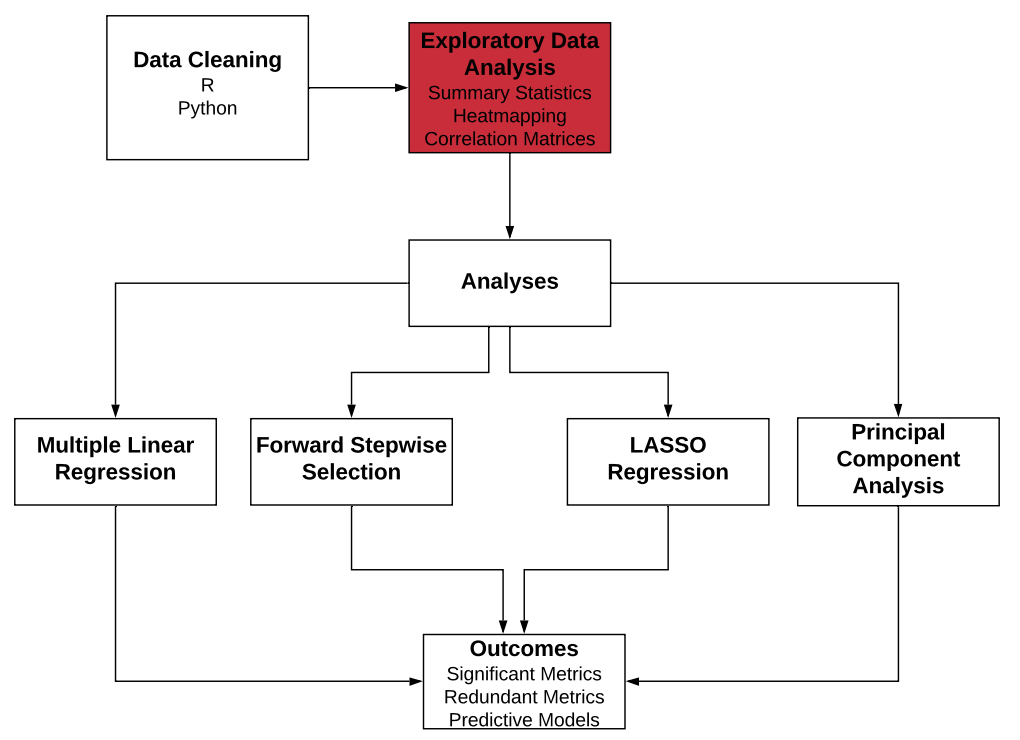 Data Cleaning
R
Python
Exploratory Data
Analysis
Summary Statistics
Heatmapping
Correlation Matrices
Analyses
Multiple Linear
Regression
Forward Stepwise
Selection
LASSO
Regression
Principal
Component
Analysis
Outcomes
Significant Metrics
Redundant Metrics
Predictive Models